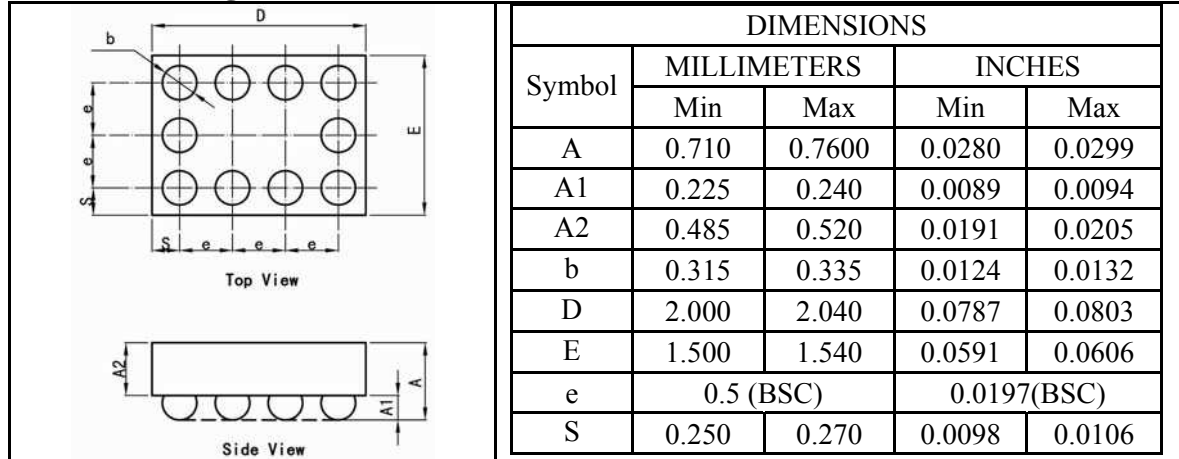 D
b
e
e
E
S
S e e e
Top View
A2
A
A1
Side View
DIMENSIONS
Symbol MILLIMETERS INCHES
Min Max Min Max
A 0.710 0.7600 0.0280 0.0299
A1 0.225 0.240 0.0089 0.0094
A2 0.485 0.520 0.0191 0.0205
b 0.315 0.335 0.0124 0.0132
D 2.000 2.040 0.0787 0.0803
E 1.500 1.540 0.0591 0.0606
e 0.5 (BSC) 0.0197(BSC)
S 0.250 0.270 0.0098 0.0106